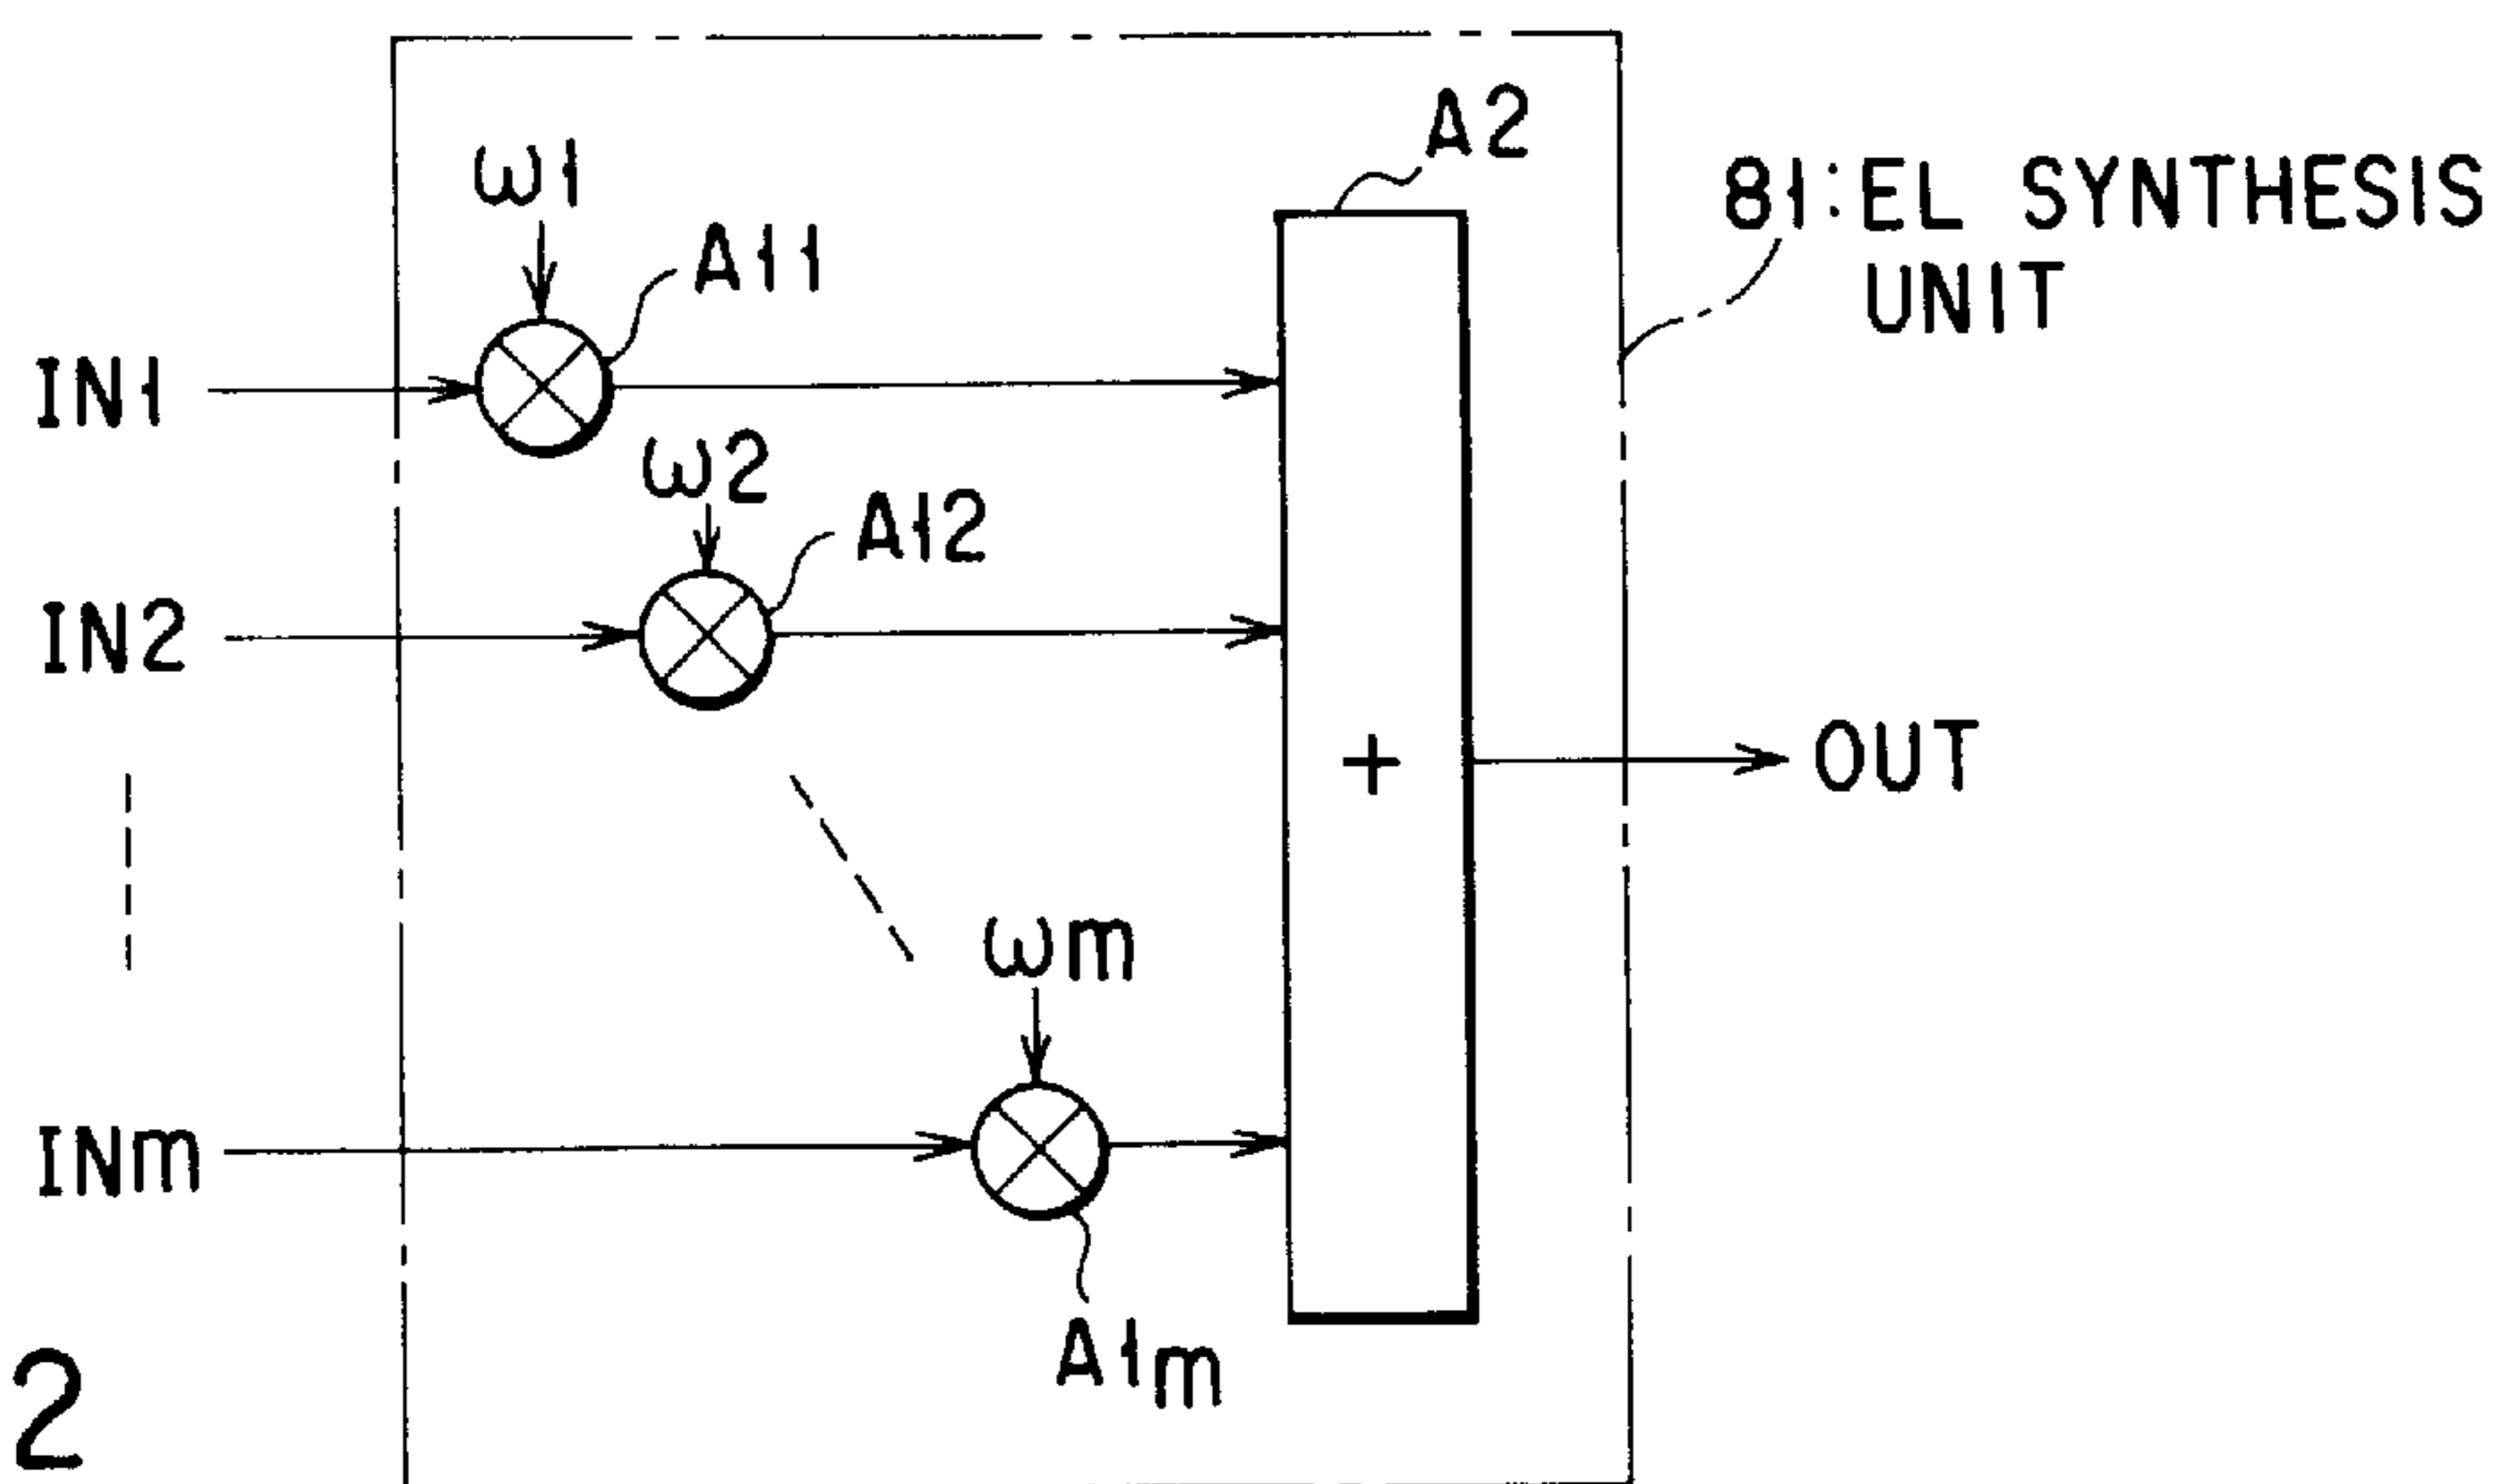 A2
ω1
81:EL SYNTHESIS
UNIT
A11
IN1
ω2
A12
IN2
+
OUT
ωm
INm
A1m
2